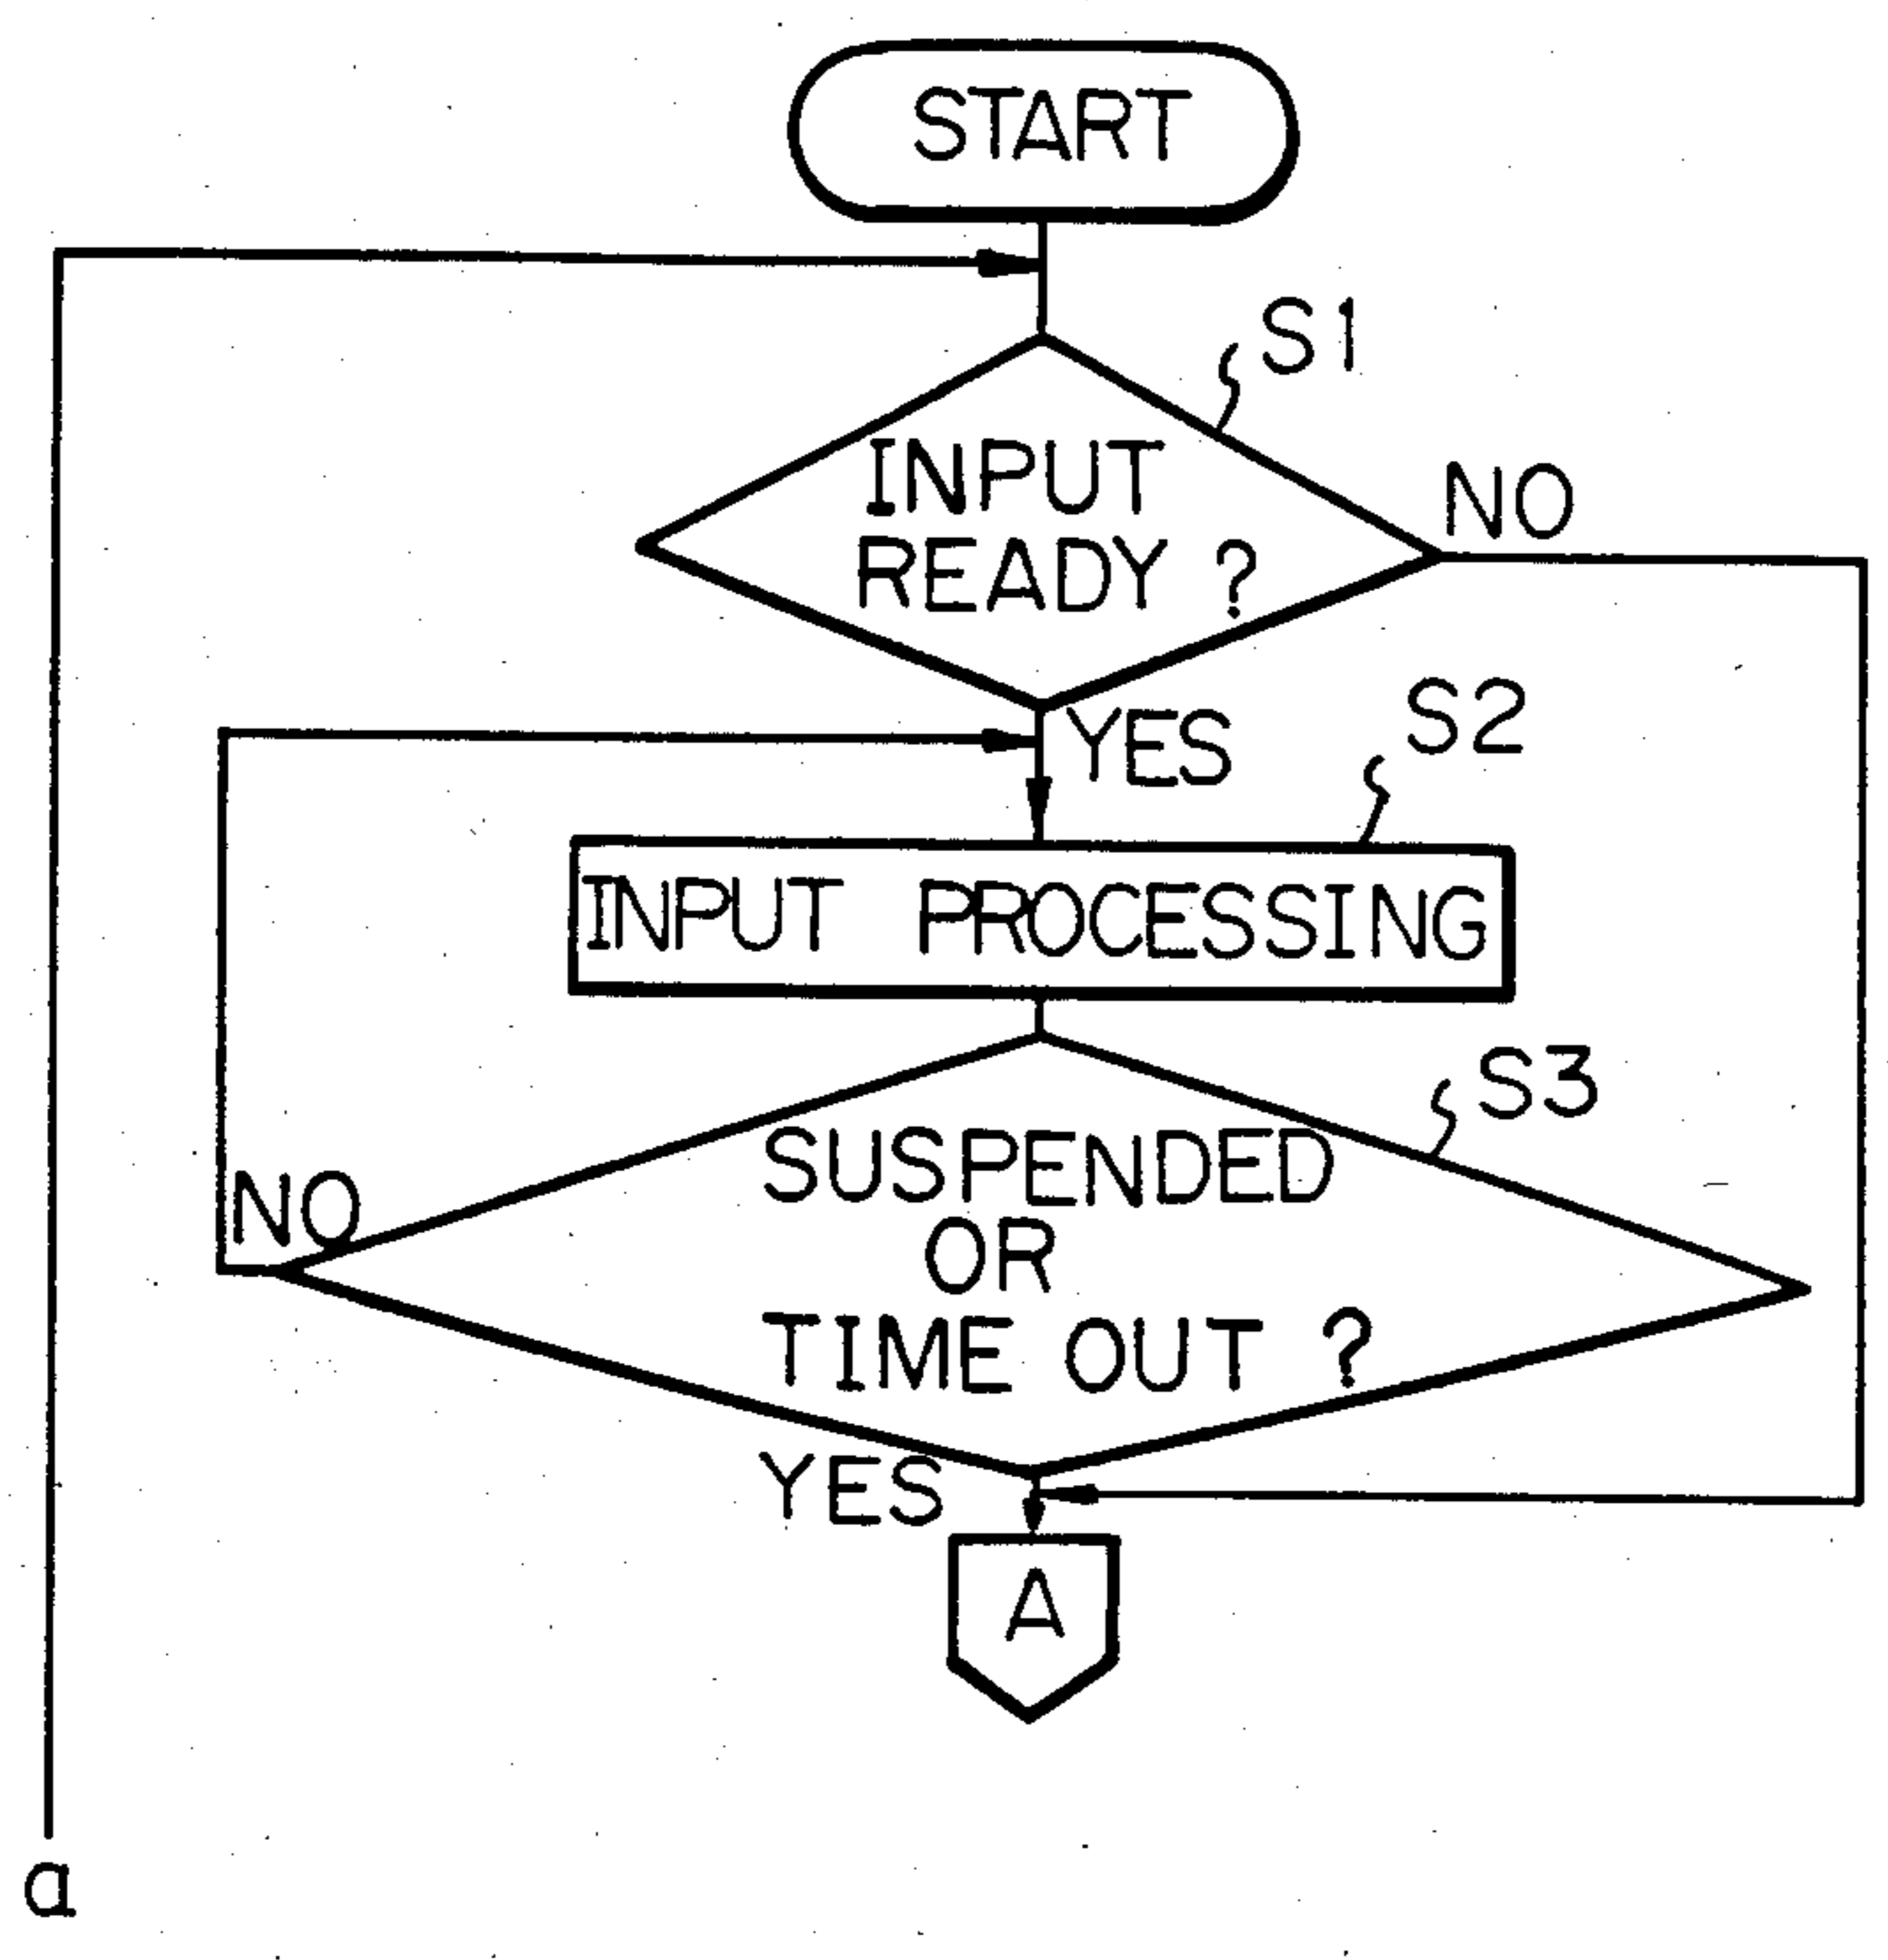 START
S1
INPUT
READY ?
NO
YES
S2
INPUT PROCESSING
S3
SUSPENDED
OR
TIME OUT ?
NO
YES
A
a